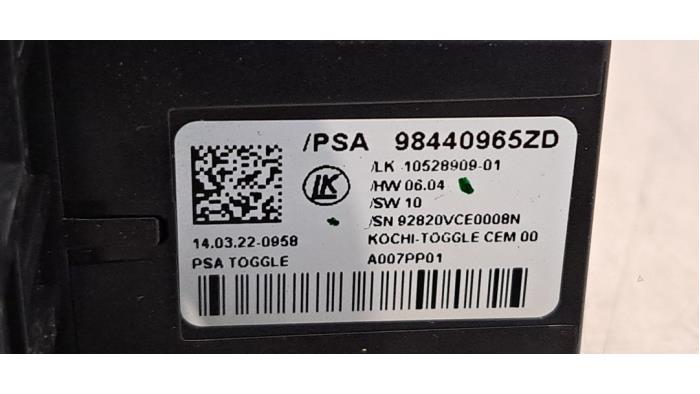 /PSA 98440965ZD
LK
/LK 10528909-01
/HW 06.04
/SW 10
/SN 92820VCE0008N
14.03.22-0958 KOCHI-TOGGLE CEM 00
PSA TOGGLE A007PP01